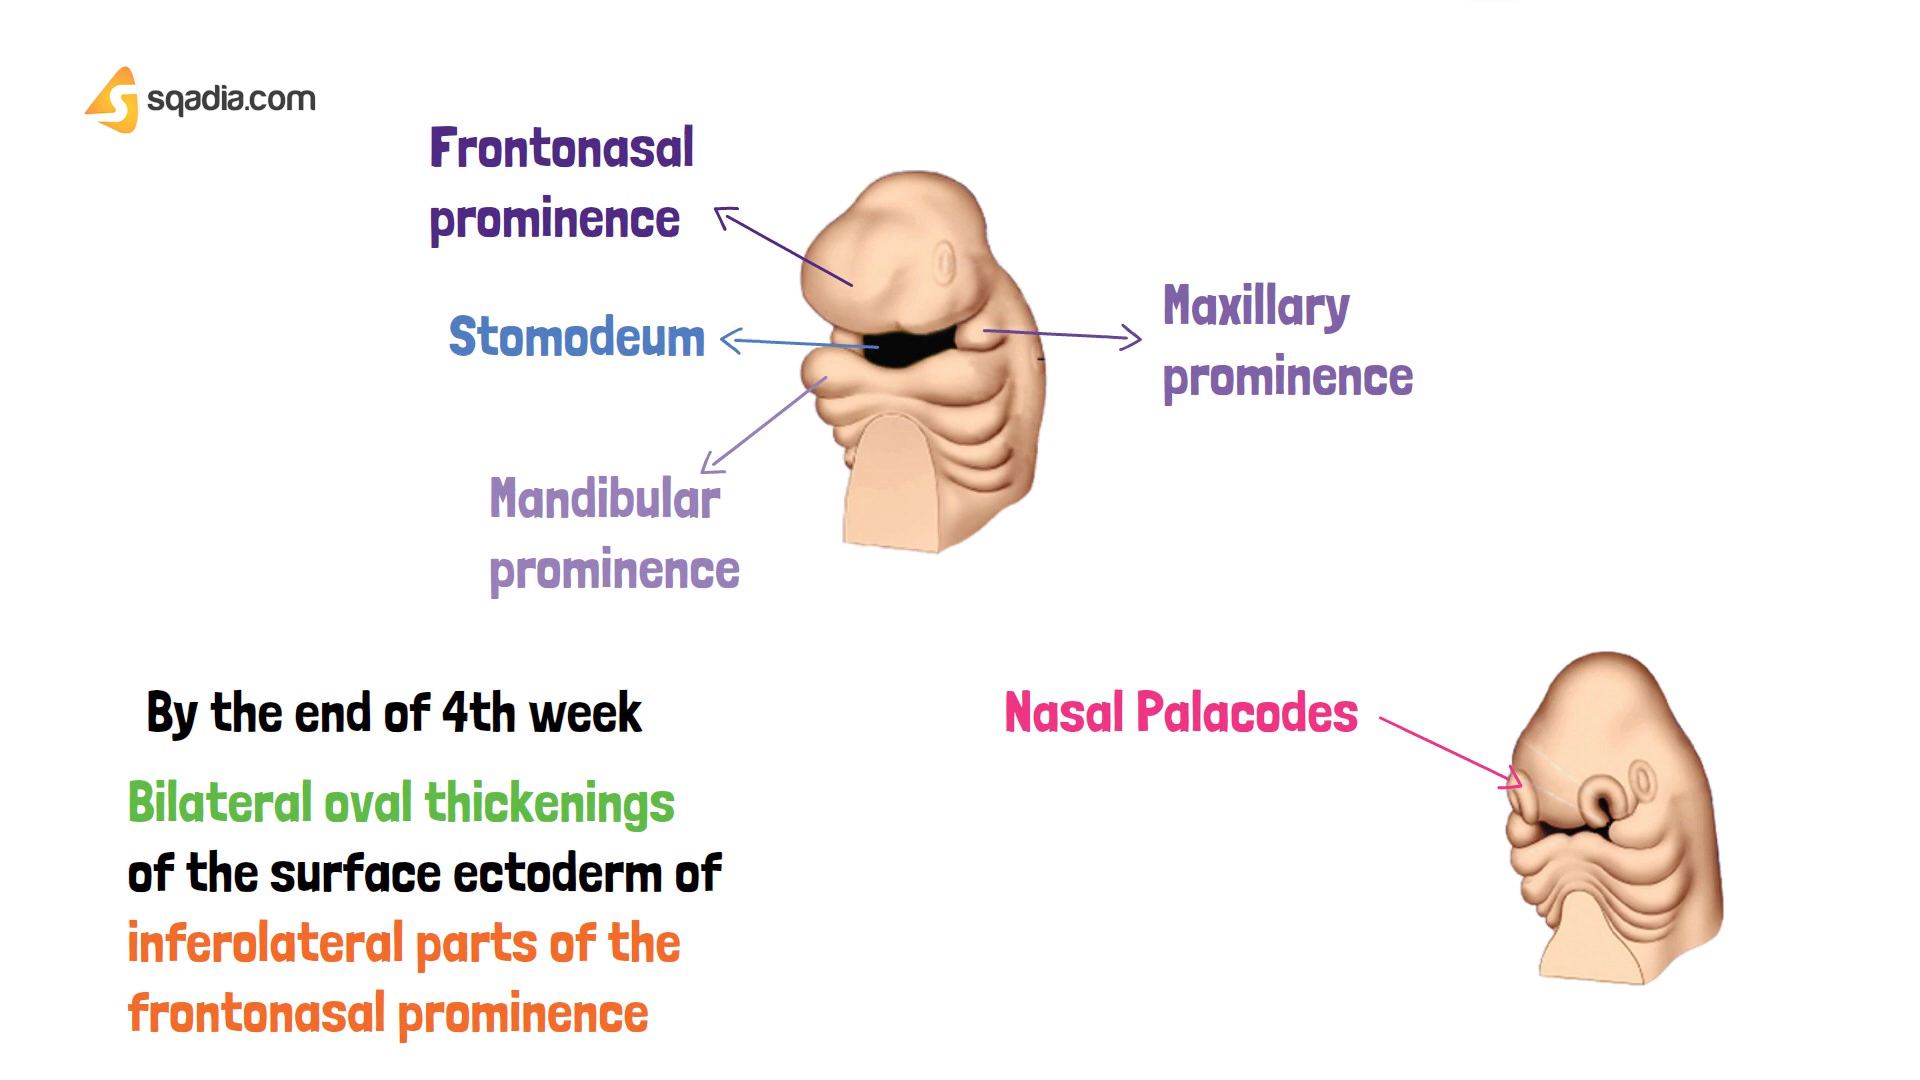 sqadia.com
Frontonasal
prominence
Stomodeum
Maxillary
prominence
Mandibular
prominence
By the end of 4th week
Bilateral oval thickenings
of the surface ectoderm of
inferolateral parts of the
frontonasal prominence
Nasal Palacodes